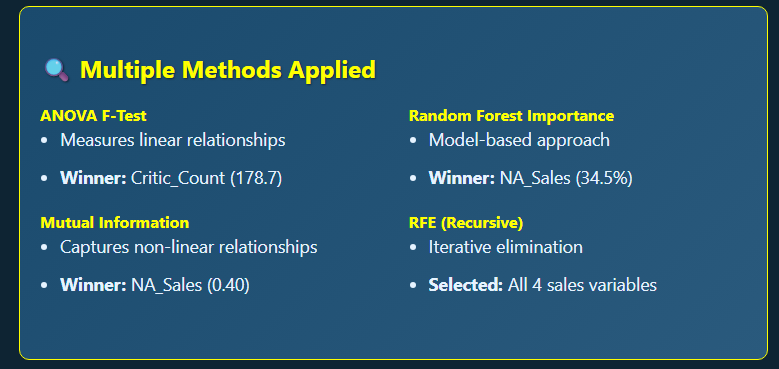 Multiple Methods Applied
ANOVA F-Test
• Measures linear relationships
• Winner: Critic_Count (178.7)
Mutual Information
• Captures non-linear relationships
• Winner: NA_Sales (0.40)
Random Forest Importance
• Model-based approach
• Winner: NA_Sales (34.5%)
RFE (Recursive)
• Iterative elimination
• Selected: All 4 sales variables